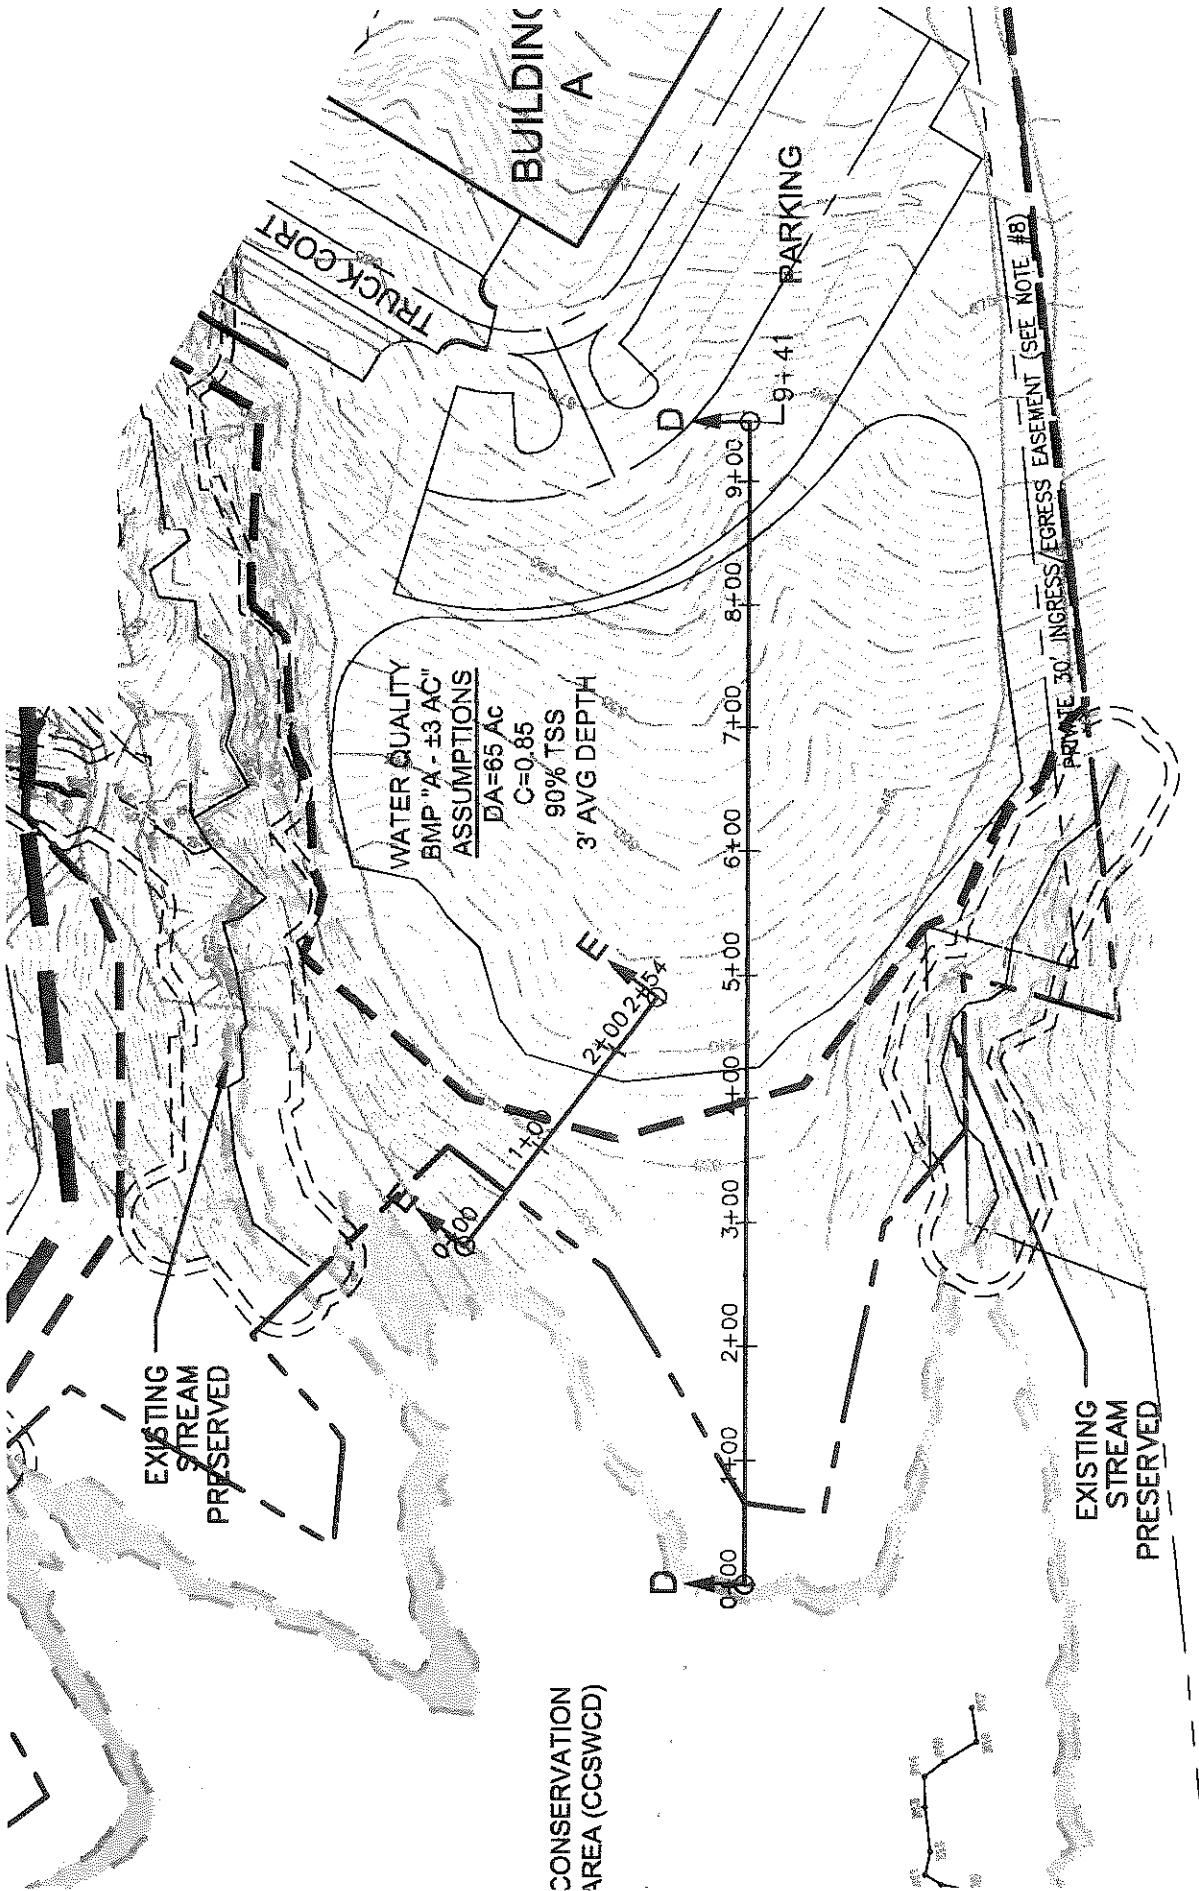 BUILDING
A
TRUCK CORT
PARKING
D
9+41
WATER QUALITY
BMP "A - ±3 AC"
ASSUMPTIONS
DA=65 Ac
C=0.85
90% TSS
3' AVG DEPTH
PRIVATE 30' INGRESS/EGRESS EASEMENT (SEE NOTE #8)
E
2+54
2+00
1+00
0+00
E
9+00
8+00
7+00
6+00
5+00
4+00
3+00
2+00
1+00
0+00
D
EXISTING
STREAM
PRESERVED
EXISTING
STREAM
PRESERVED
CONSERVATION
AREA (CCSWCD)